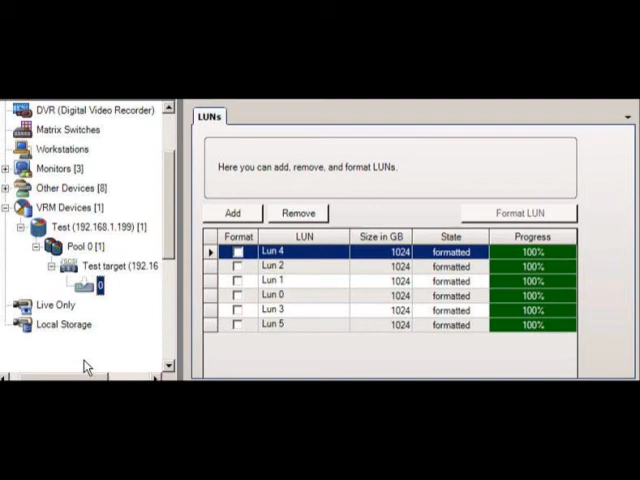 DVR (Digital Video Recorder)
Matrix Switches
Workstations
Monitors [3]
Other Devices [8]
VRM Devices [1]
Test (192.168.1.199) [1]
Pool 0 [1]
iSCSI
Test target (192.16
0
Live Only
Local Storage
LUNs
Here you can add, remove, and format LUNs.
Add Remove Format LUN
Format LUN Size in GB State Progress
Lun 4 1024 formatted 100%
Lun 2 1024 formatted 100%
Lun 1 1024 formatted 100%
Lun 0 1024 formatted 100%
Lun 3 1024 formatted 100%
Lun 5 1024 formatted 100%